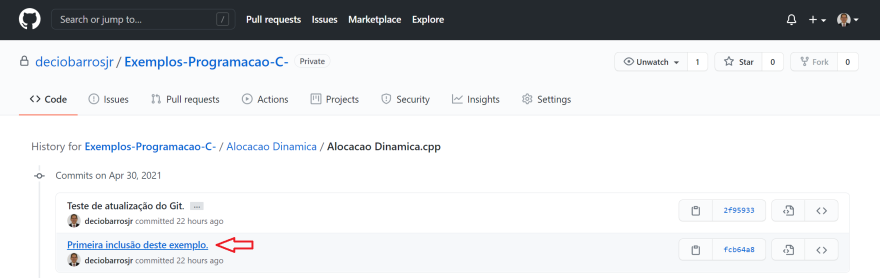 Search or jump to... /
Pull requests Issues Marketplace Explore
deciobarrosjr / Exemplos-Programacao-C- Private
Unwatch 1 Star 0 Fork 0
Code Issues Pull requests Actions Projects Security Insights Settings
History for Exemplos-Programacao-C- / Alocacao Dinamica / Alocacao Dinamica.cpp
Commits on Apr 30, 2021
Teste de atualização do Git. ...
2f95933
deciobarrosjr committed 22 hours ago
Primeira inclusão deste exemplo.
fcb64a8
deciobarrosjr committed 22 hours ago